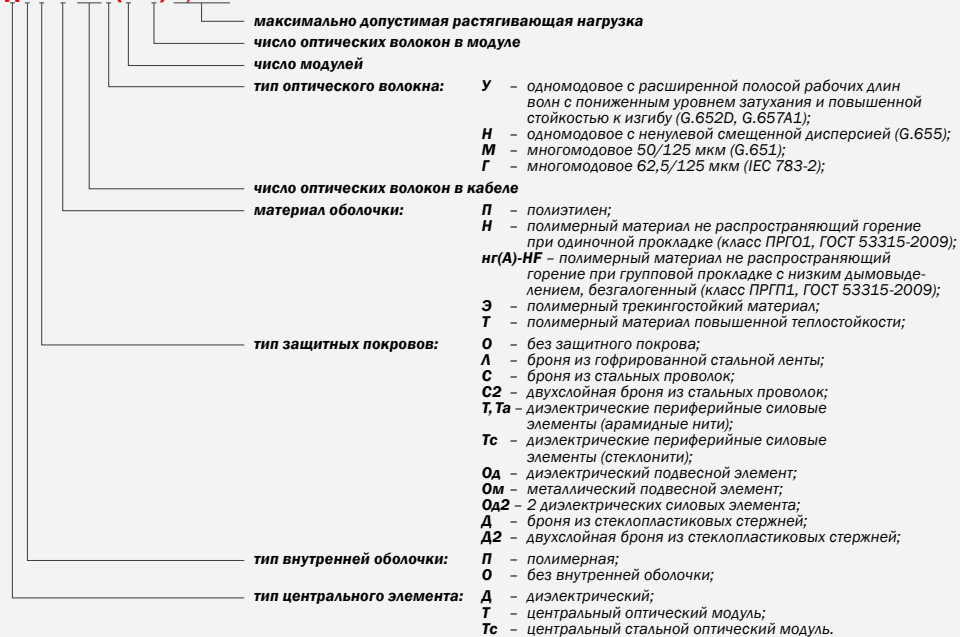 максимально допустимая растягивающая нагрузка
число оптических волокон в модуле
число модулей
тип оптического волокна: У – одномодовое с расширенной полосой рабочих длин
волн с пониженным уровнем затухания и повышенной
стойкостью к изгибу (G.652D, G.657A1);
Н – одномодовое с ненулевой смещенной дисперсией (G.655);
М – многомодовое 50/125 мкм (G.651);
Г – многомодовое 62,5/125 мкм (IEC 783-2);
число оптических волокон в кабеле
материал оболочки: П – полиэтилен;
Н – полимерный материал не распространяющий горение
при одиночной прокладке (класс ПРГО1, ГОСТ 53315-2009);
нг(А)-HF – полимерный материал не распространяющий
горение при групповой прокладке с низким дымовыде-
лением, безгалогенный (класс ПРГП1, ГОСТ 53315-2009);
Э – полимерный трекингостойкий материал;
Т – полимерный материал повышенной теплостойкости;
тип защитных покровов: О – без защитного покрова;
Л – броня из гофрированной стальной ленты;
С – броня из стальных проволок;
С2 – двухслойная броня из стальных проволок;
Т, Та – диэлектрические периферийные силовые
элементы (арамидные нити);
Тс – диэлектрические периферийные силовые
элементы (стеклонити);
Од – диэлектрический подвесной элемент;
Ом – металлический подвесной элемент;
Од2 – 2 диэлектрических силовых элемента;
Д – броня из стеклопластиковых стержней;
Д2 – двухслойная броня из стеклопластиковых стержней;
тип внутренней оболочки: П – полимерная;
О – без внутренней оболочки;
тип центрального элемента: Д – диэлектрический;
Т – центральный оптический модуль;
Тс – центральный стальной оптический модуль.